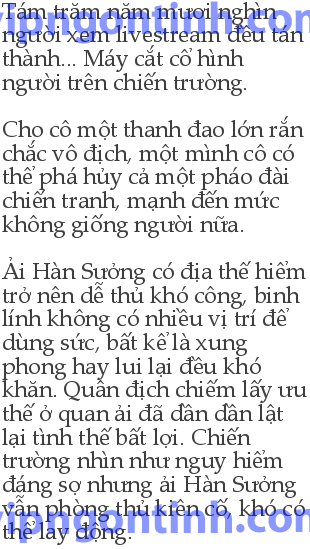 Tám trăm năm mươi nghìn
người xem livestream đều tán
thành... Máy cắt cổ hình
người trên chiến trường.
Cho cô một thanh đao lớn rắn
chắc vô địch, một mình cô có
thể phá hủy cả một pháo đài
chiến tranh, mạnh đến mức
không giống người nữa.
Ải Hàn Sưởng có địa thế hiểm
trở nên dễ thủ khó công, binh
lính không có nhiều vị trí để
dùng sức, bất kể là xung
phong hay lui lại đều khó
khăn. Quân địch chiếm lấy ưu
thế ở quan ải đã dần dần lật
lại tình thế bất lợi. Chiến
trường nhìn như nguy hiểm
đáng sợ nhưng ải Hàn Sưởng
vẫn phòng thủ kiên cố, khó có
thể lay động.
vipngontinh.com
vipngontinh.com